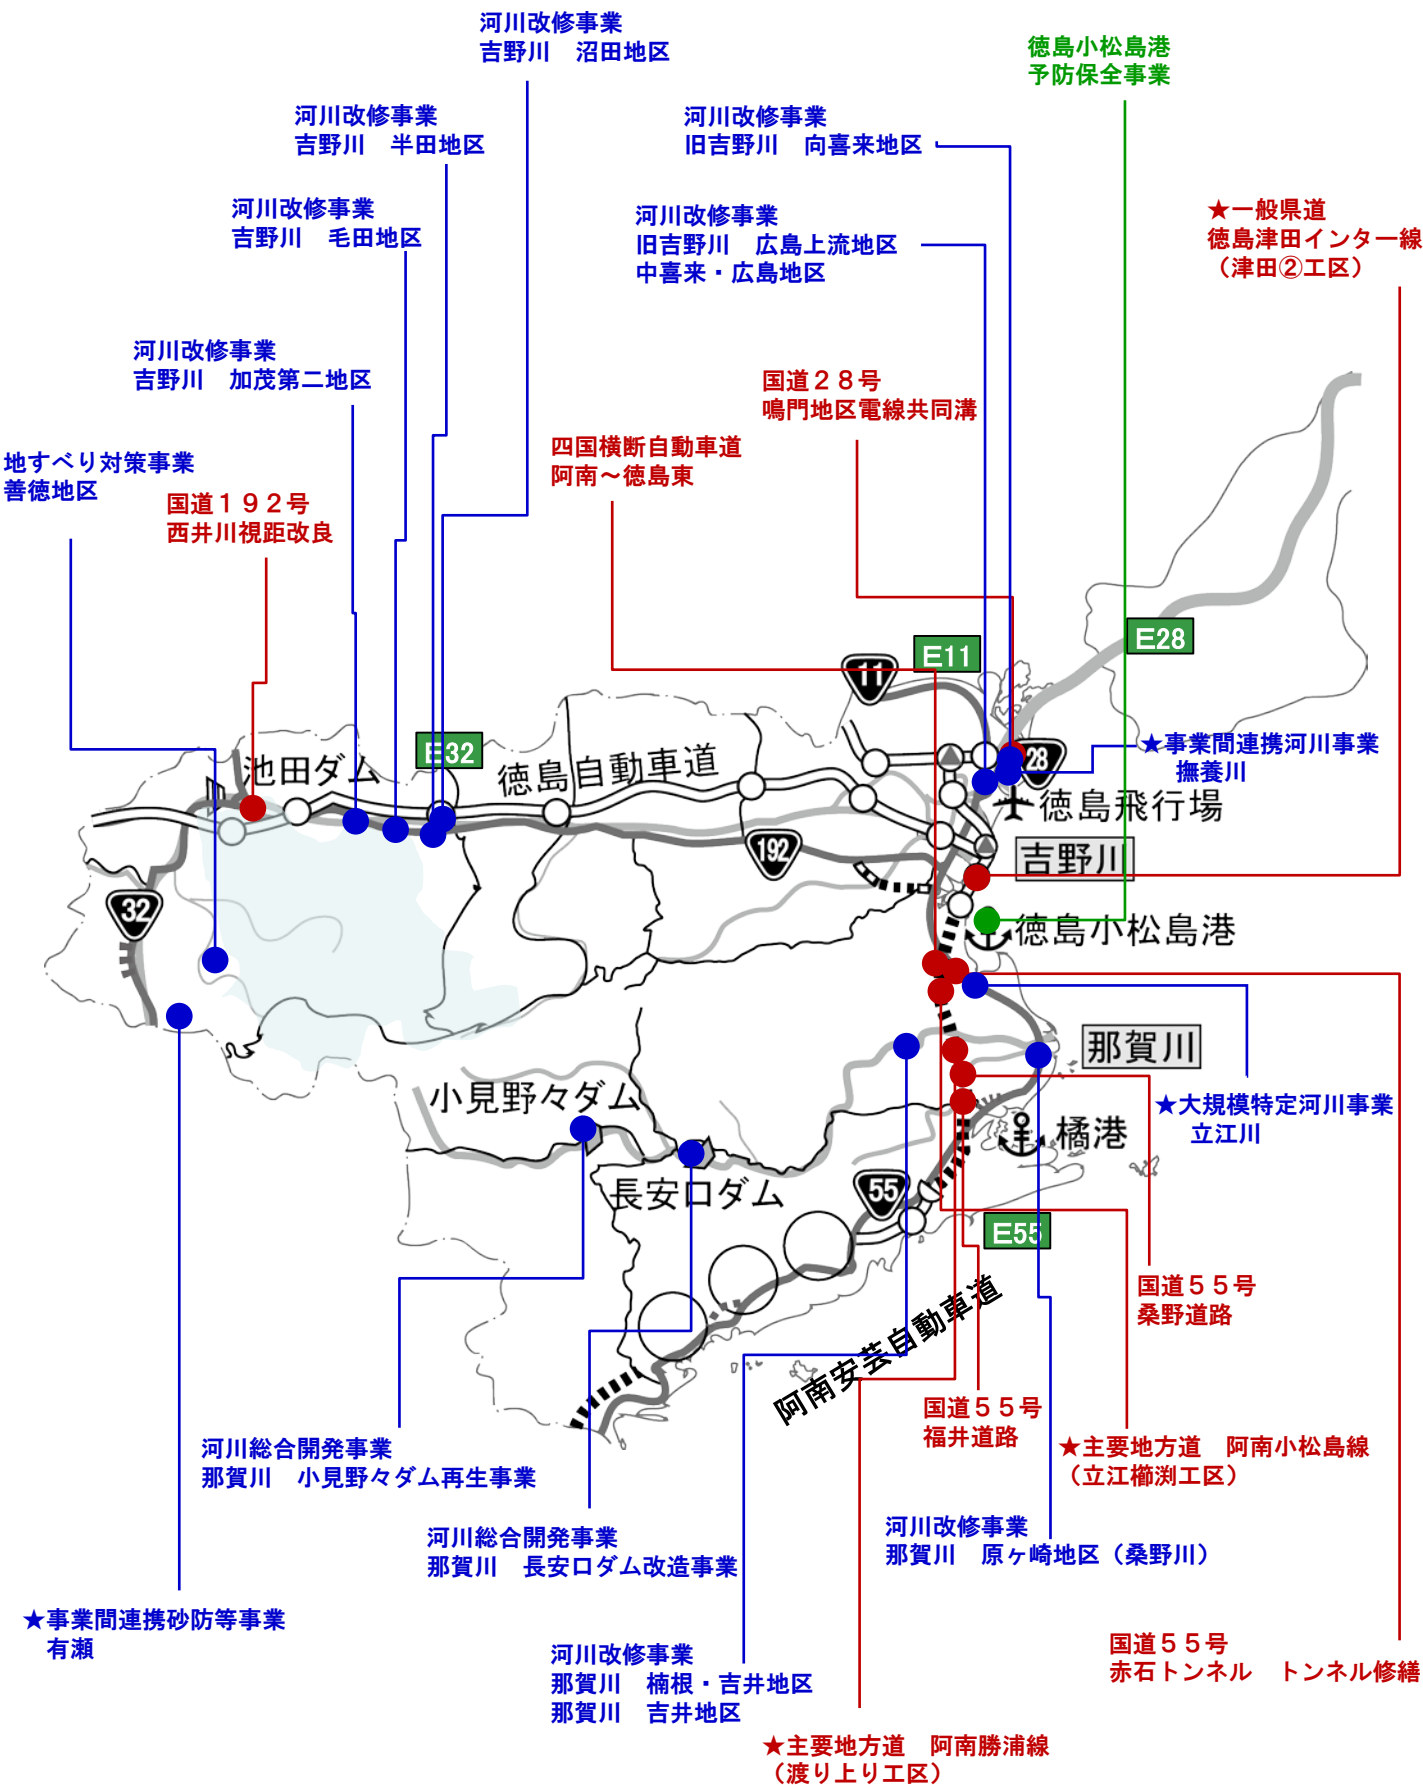 河川改修事業
吉野川　沼田地区
徳島小松島港
予防保全事業
河川改修事業
吉野川　半田地区
河川改修事業
旧吉野川　向喜来地区
河川改修事業
吉野川　毛田地区
河川改修事業
旧吉野川　広島上流地区
中喜来・広島地区
★一般県道
徳島津田インター線
（津田②工区）
河川改修事業
吉野川　加茂第二地区
国道２８号
鳴門地区電線共同溝
四国横断自動車道
阿南～徳島東
地すべり対策事業
善徳地区
国道１９２号
西井川視距改良
E28
E11
11
E32
徳島自動車道
池田ダム
28
★事業間連携河川事業
撫養川
徳島飛行場
192
吉野川
32
徳島小松島港
那賀川
小見野々ダム
★大規模特定河川事業
立江川
橘港
長安口ダム
55
E55
阿南安芸自動車道
国道５５号
桑野道路
国道５５号
福井道路
★主要地方道　阿南小松島線
（立江櫛渕工区）
河川総合開発事業
那賀川　小見野々ダム再生事業
河川総合開発事業
那賀川　長安口ダム改造事業
河川改修事業
那賀川　原ヶ崎地区（桑野川）
★事業間連携砂防等事業
有瀬
河川改修事業
那賀川　楠根・吉井地区
那賀川　吉井地区
国道５５号
赤石トンネル　トンネル修繕
★主要地方道　阿南勝浦線
（渡り上り工区）